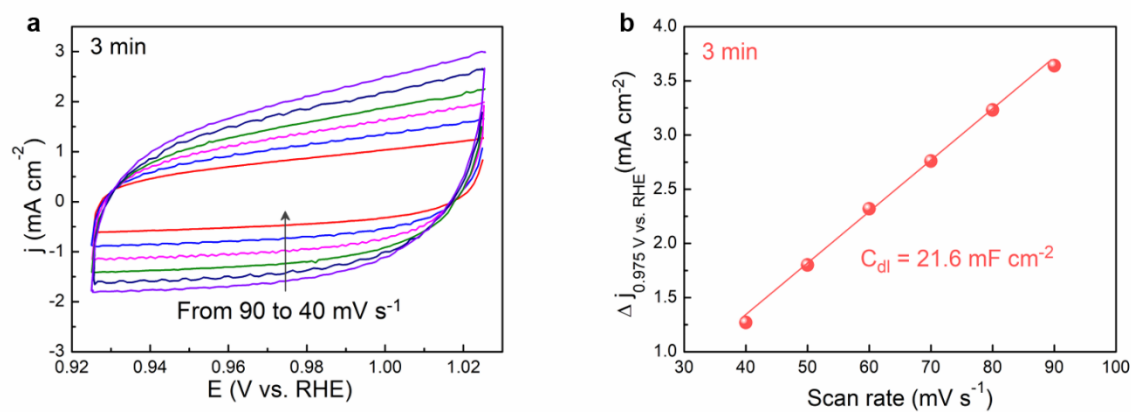 a
3 min
j (mA cm-2)
3
2
1
0
-1
-2
-3
From 90 to 40 mV s-1
0.92 0.94 0.96 0.98 1.00 1.02
E (V vs. RHE)
b
3 min
Δ j0.975 V vs. RHE(mA cm-2)
4.0
3.5
3.0
2.5
2.0
1.5
1.0
Cdl = 21.6 mF cm-2
30 40 50 60 70 80 90 100
Scan rate (mV s-1)